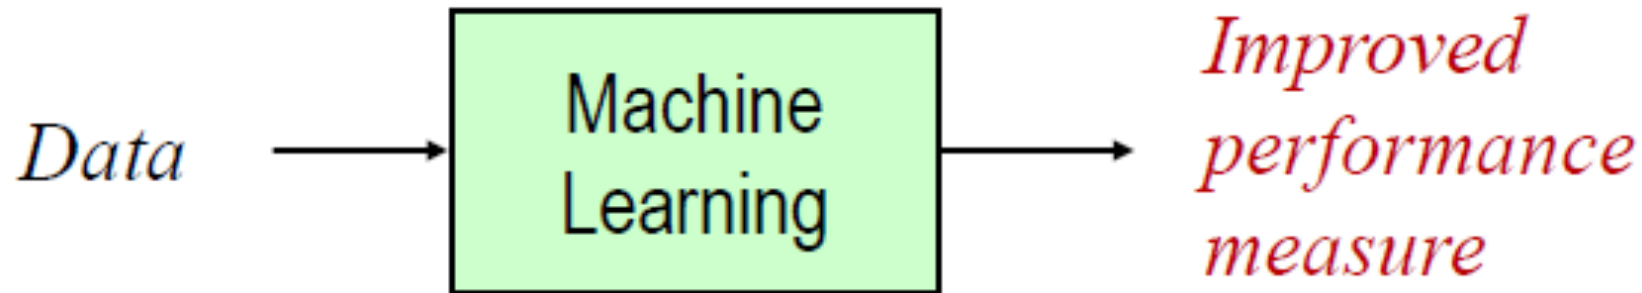 Data
Machine
Learning
Improved
performance
measure